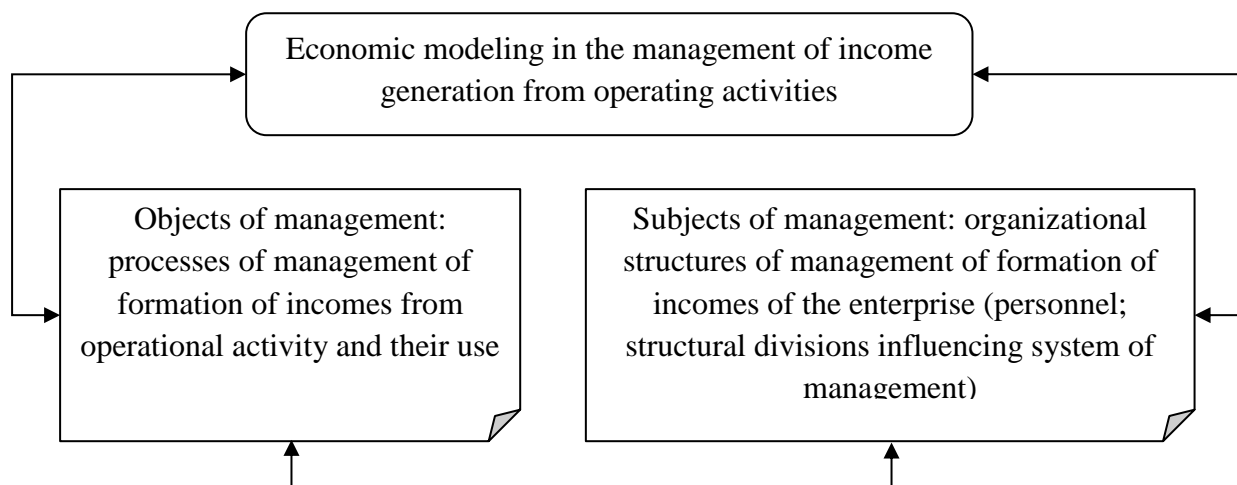 Economic modeling in the management of income
generation from operating activities
Objects of management:
processes of management of
formation of incomes from
operational activity and their use
Subjects of management: organizational
structures of management of formation of
incomes of the enterprise (personnel;
structural divisions influencing system of
management)